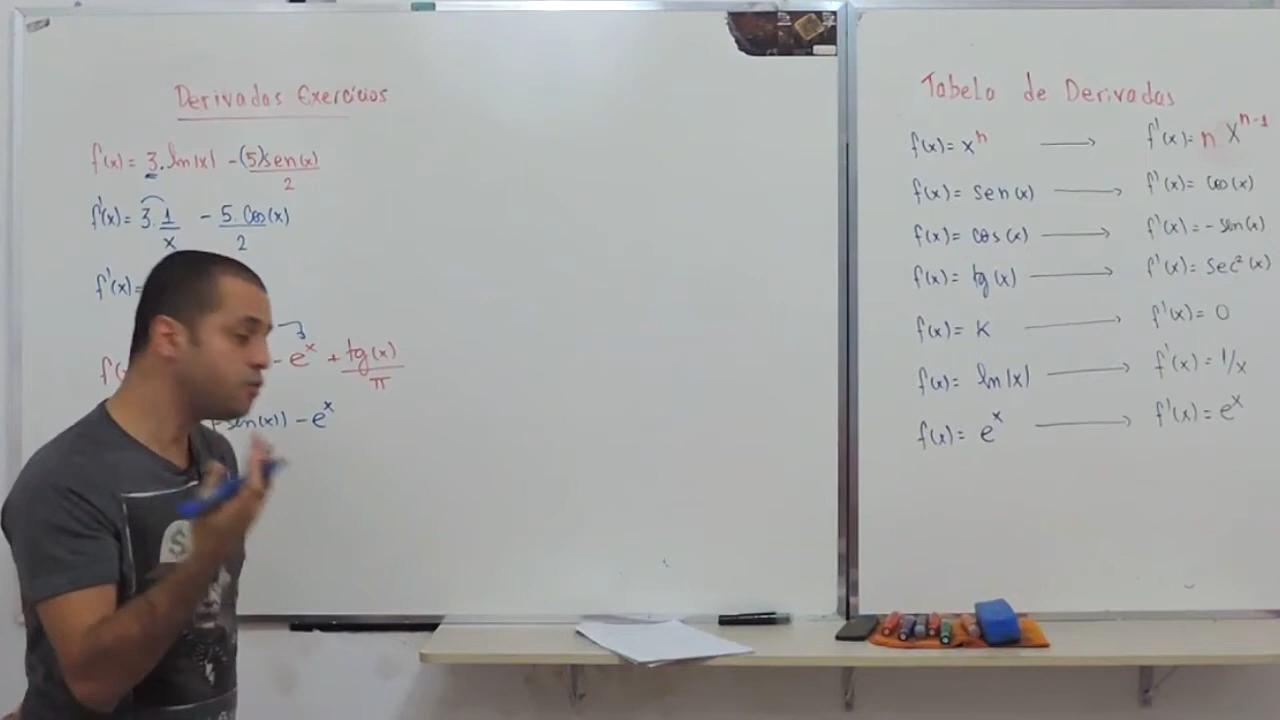 Derivadas Exercícios
f(x) = 3.ln|x| - (5)sen(x)/2
f'(x) = 3.1/x - 5.Cos(x)/2
f'(x)=
f( - e^x + tg(x)/π
sen(x)) - e^x
Tabela de Derivadas
f(x) = x^n → f'(x) = n x^n-1
f(x) = sen(x) → f'(x) = cos(x)
f(x) = cos(x) → f'(x) = - sen(x)
f(x) = tg(x) → f'(x) = sec²(x)
f(x) = K → f'(x) = 0
f(x) = ln|x| → f'(x) = 1/x
f(x) = e^x → f'(x) = e^x
$